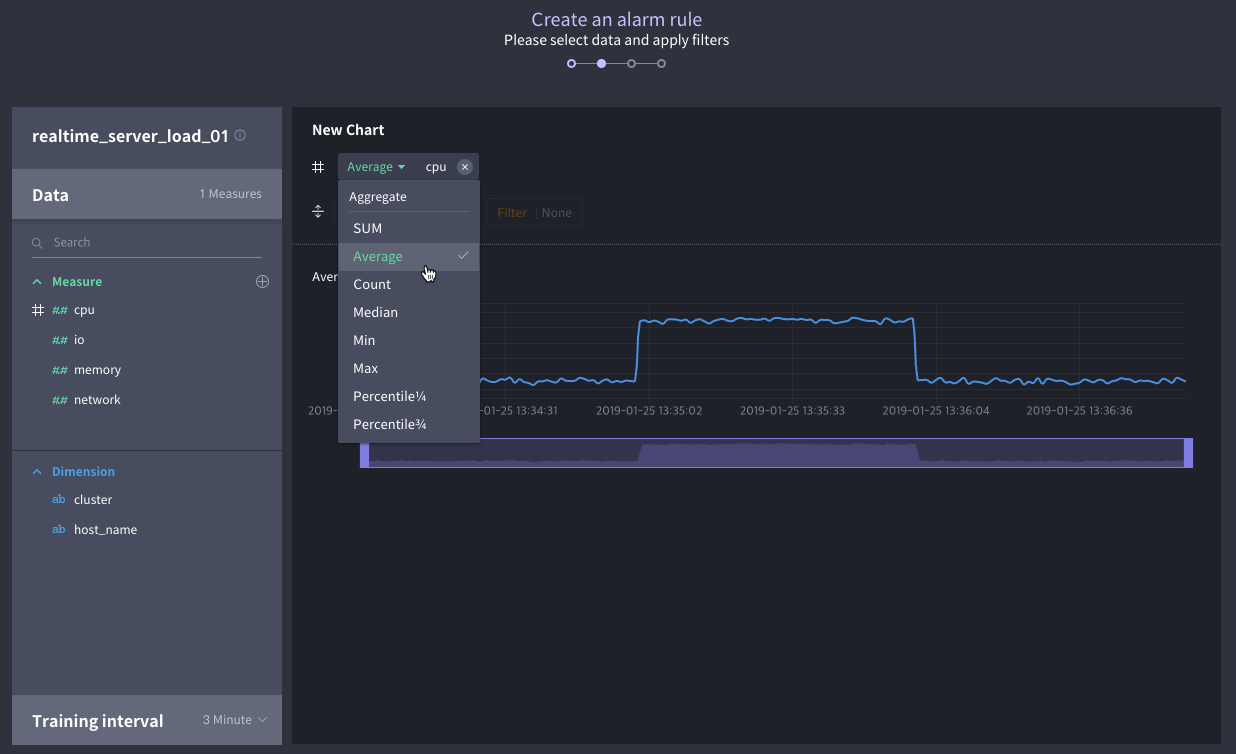 Create an alarm rule
Please select data and apply filters
realtime_server_load_01
Data 1 Measures
Search
Measure
cpu
io
memory
network
Dimension
ab cluster
ab host_name
Training interval 3 Minute
New Chart
Average cpu
Filter None
Aggregate
SUM
Average
Count
Median
Min
Max
Percentile¼
Percentile¾
Aver
2019- -01-25 13:34:31 2019-01-25 13:35:02 2019-01-25 13:35:33 2019-01-25 13:36:04 2019-01-25 13:36:36